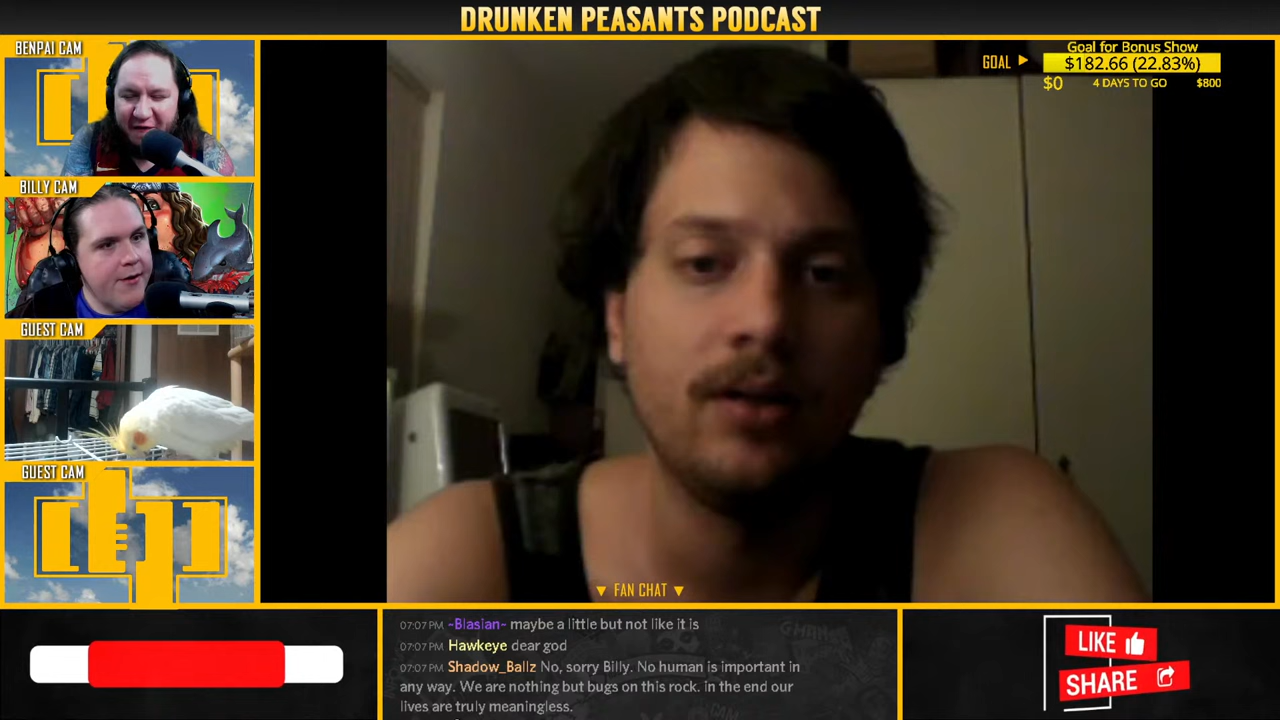 DRUNKEN PEASANTS PODCAST
BENPAI CAM
BILLY CAM
GUEST CAM
GUEST CAM
GOAL
Goal for Bonus Show
$182.66 (22.83%)
$0 4 DAYS TO GO $800
FAN CHAT
07:07 PM -Blasian- maybe a little but not like it is
07:07 PM Hawkeye dear god
07:07 PM Shadow_Ballz No, sorry Billy. No human is important in
any way. We are nothing but bugs on this rock. in the end our
lives are truly meaningless.
LIKE
SHARE